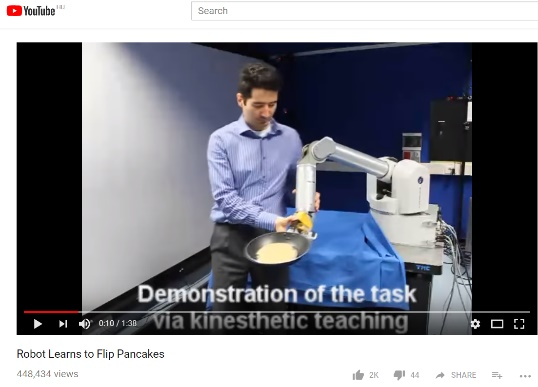 YouTube HU
Search
Demonstration of the task
via kinesthetic teaching
0:10 / 1:38
Robot Learns to Flip Pancakes
448,434 views
2K
44
SHARE